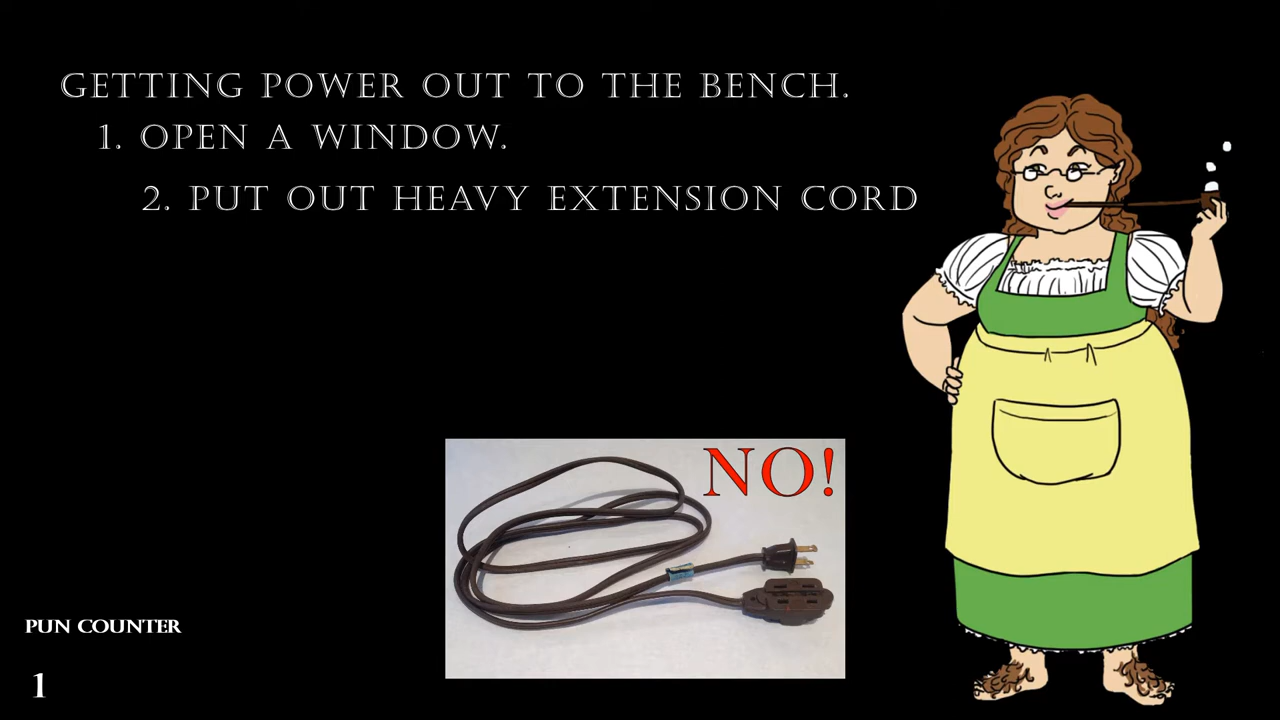 GETTING POWER OUT TO THE BENCH.
1. OPEN A WINDOW.
2. PUT OUT HEAVY EXTENSION CORD
NO!
PUN COUNTER
1